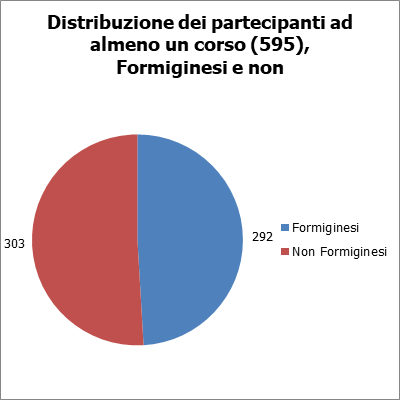 Distribuzione dei partecipanti ad
almeno un corso (595),
Formiginesi e non
303
292
Formiginesi
Non Formiginesi